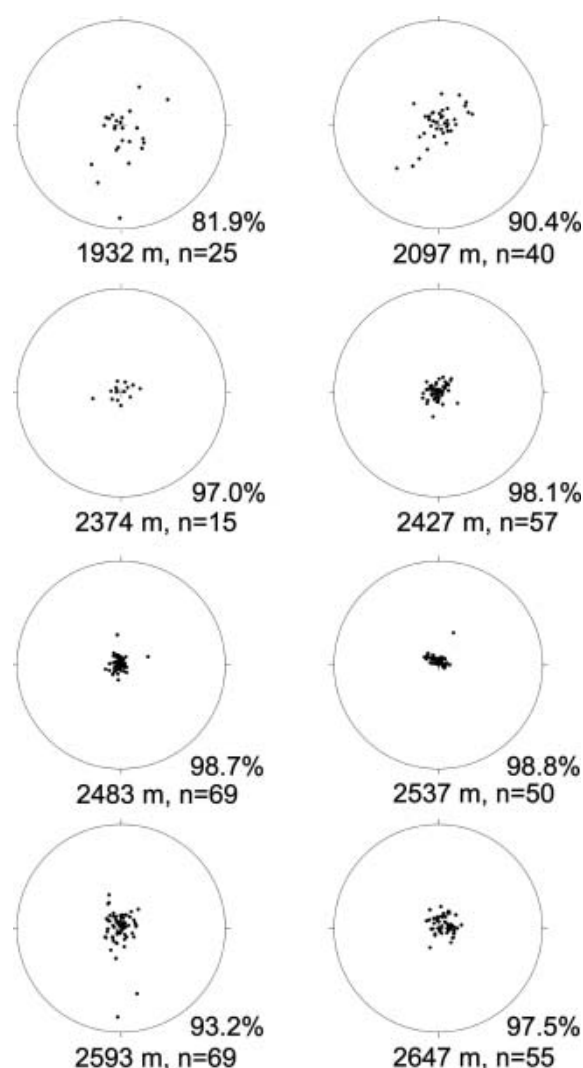 81.9%
1932 m, n=25
90.4%
2097 m, n=40
97.0%
2374 m, n=15
98.1%
2427 m, n=57
98.7%
2483 m, n=69
98.8%
2537 m, n=50
93.2%
2593 m, n=69
97.5%
2647 m, n=55